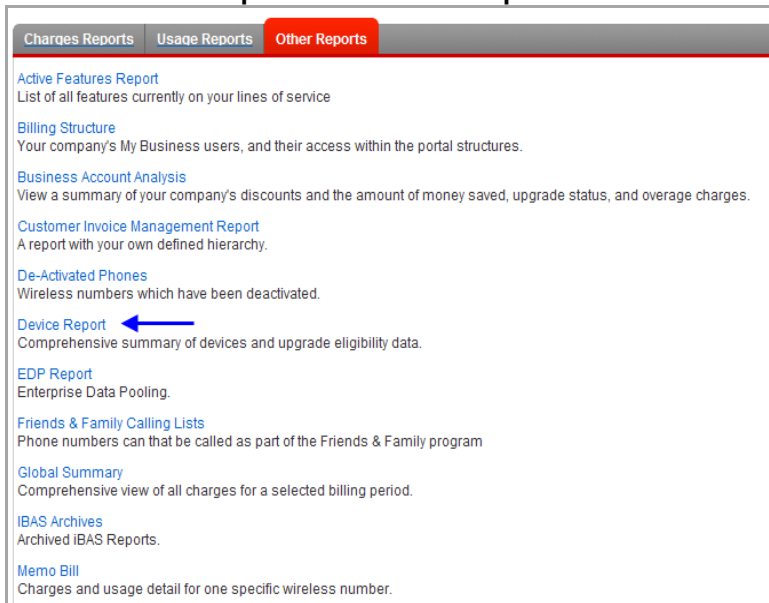 Charges Reports Usage Reports Other Reports
Active Features Report
List of all features currently on your lines of service
Billing Structure
Your company's My Business users, and their access within the portal structures.
Business Account Analysis
View a summary of your company's discounts and the amount of money saved, upgrade status, and overage charges.
Customer Invoice Management Report
A report with your own defined hierarchy.
De-Activated Phones
Wireless numbers which have been deactivated.
Device Report
Comprehensive summary of devices and upgrade eligibility data.
EDP Report
Enterprise Data Pooling.
Friends & Family Calling Lists
Phone numbers can that be called as part of the Friends & Family program
Global Summary
Comprehensive view of all charges for a selected billing period.
IBAS Archives
Archived iBAS Reports.
Memo Bill
Charges and usage detail for one specific wireless number.